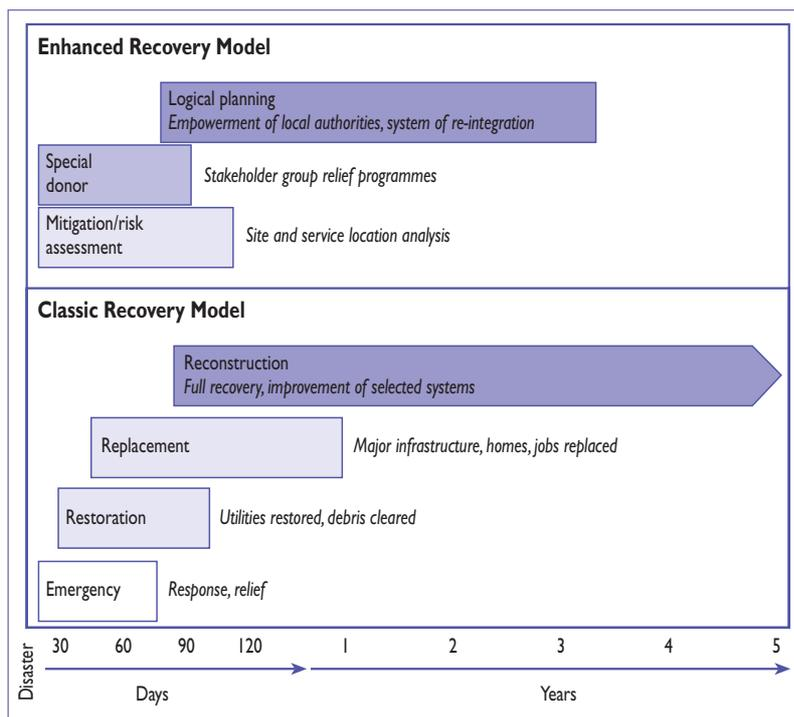 Enhanced Recovery Model
Logical planning
Empowerment of local authorities, system of re-integration
Special
donor
Stakeholder group relief programmes
Mitigation/risk
assessment
Site and service location analysis
Classic Recovery Model
Reconstruction
Full recovery, improvement of selected systems
Replacement
Major infrastructure, homes, jobs replaced
Restoration
Utilities restored, debris cleared
Emergency
Response, relief
Disaster
30 60 90 120 1 2 3 4 5
Days Years